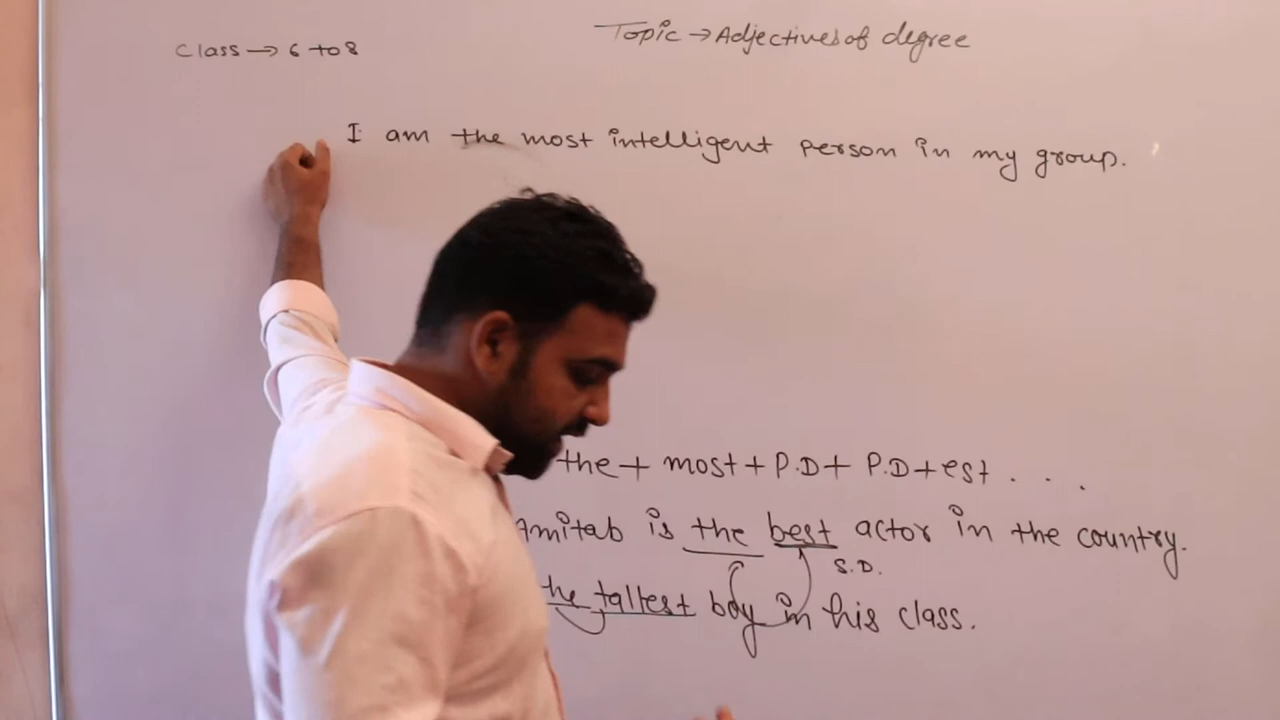 Topic → Adjectives of degree
Class → 6 to 8
I am the most intelligent person in my group.
the + most + P.D + P.D + est . . .
Amitab is the best actor in the country.
S.D.
the tallest boy in his class.